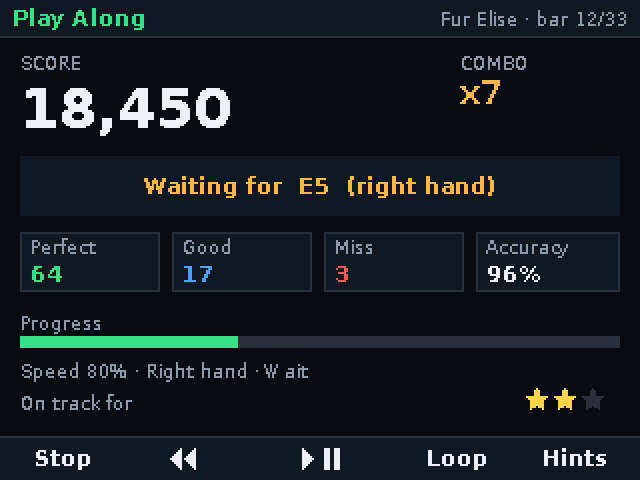 Play Along
Fur Elise · bar 12/33
SCORE
COMBO
18,450
x7
Waiting for E5 (right hand)
Perfect
Good
Miss
Accuracy
64
17
3
96%
Progress
Speed 80% · Right hand · Wait
On track for
Stop
Loop
Hints